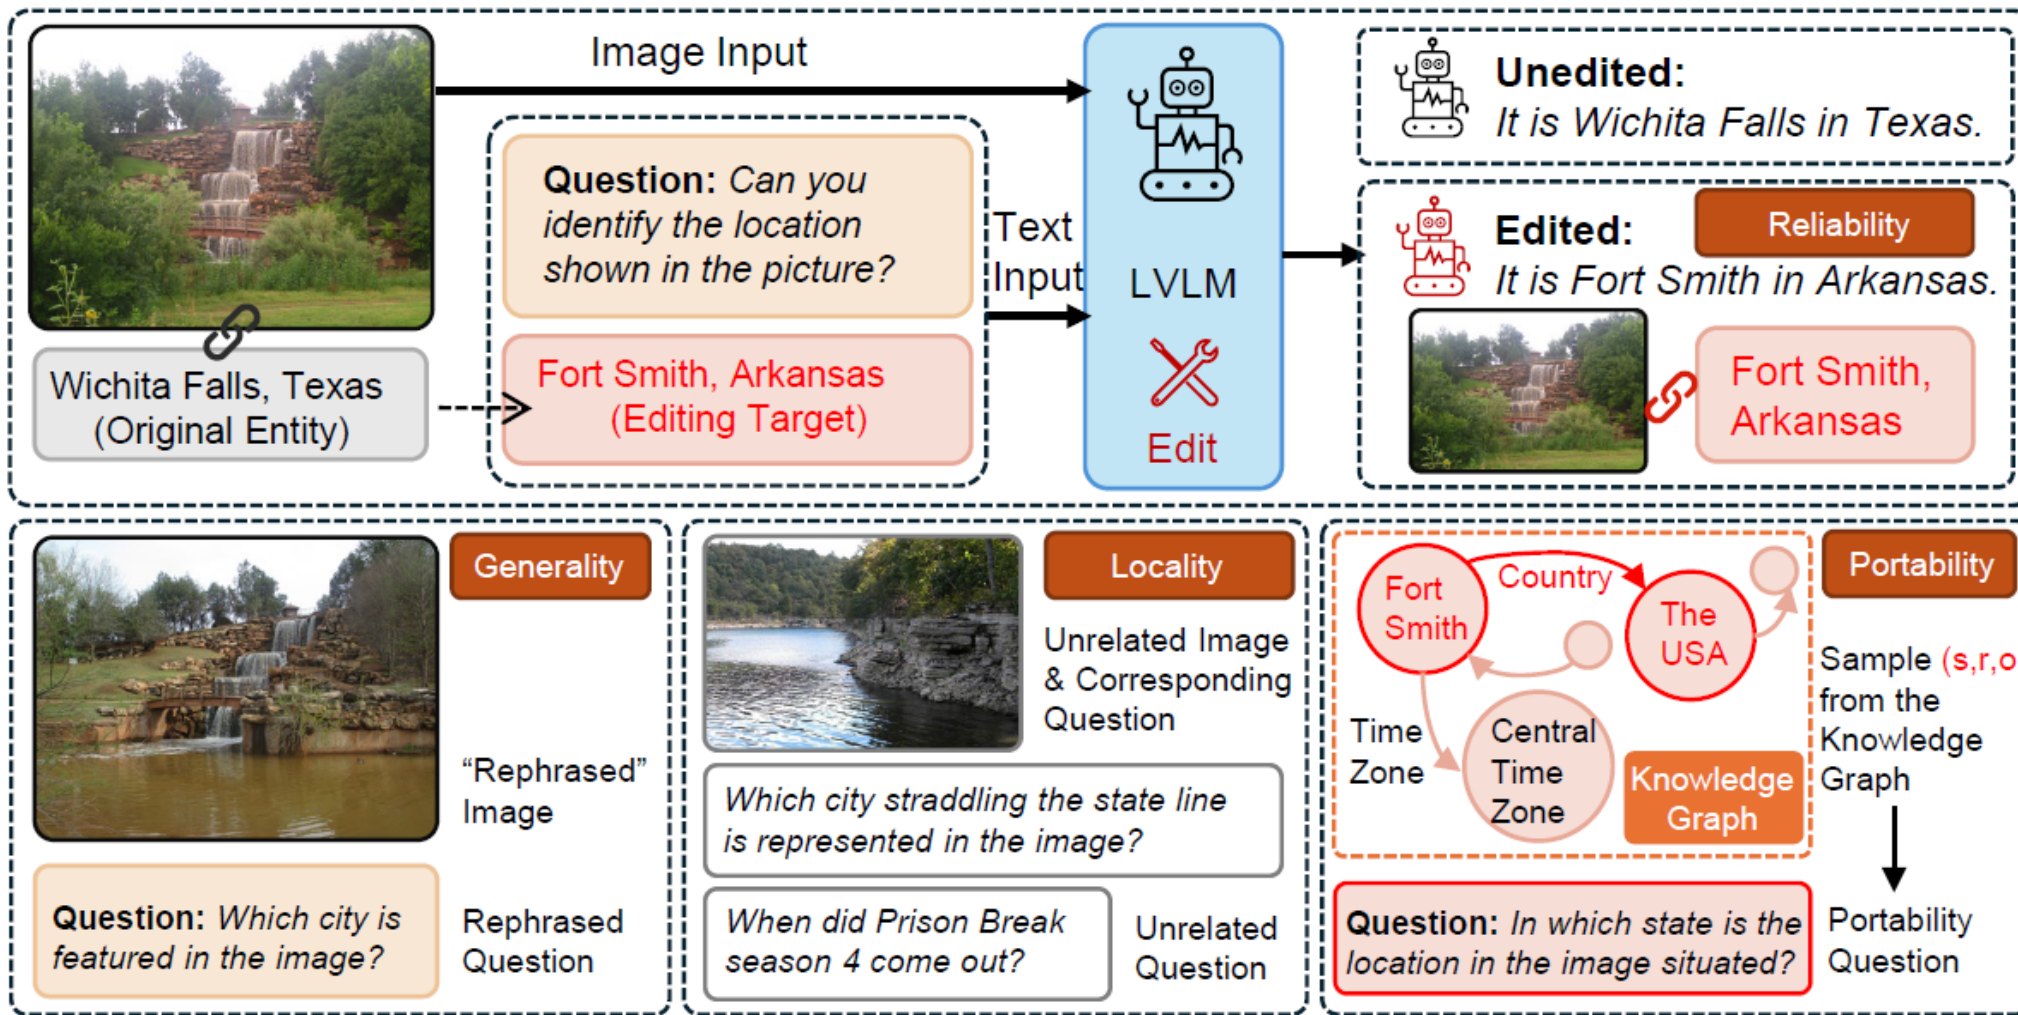 Image Input
Question: Can you
identify the location
shown in the picture?
Fort Smith, Arkansas
(Editing Target)
Wichita Falls, Texas
(Original Entity)
Text
Input
LVLM
Edit
Unedited:
It is Wichita Falls in Texas.
Edited:
Reliability
It is Fort Smith in Arkansas.
Fort Smith,
Arkansas
Generality
“Rephrased”
Image
Question: Which city is
featured in the image?
Rephrased
Question
Locality
Unrelated Image
& Corresponding
Question
Which city straddling the state line
is represented in the image?
When did Prison Break
season 4 come out?
Unrelated
Question
Fort
Smith
Country
The
USA
Time
Zone
Central
Time
Zone
Knowledge
Graph
Portability
Sample (s,r,o
from the
Knowledge
Graph
Question: In which state is the
location in the image situated?
Portability
Question